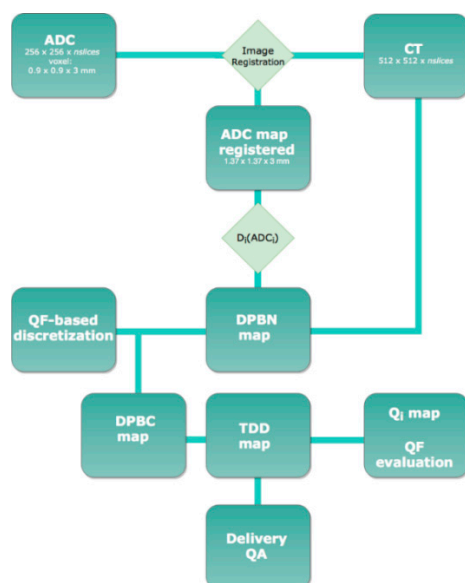 ADC
256 x 256 x nslices
voxel:
0.9 x 0.9 x 3 mm
Image
Registration
CT
512 x 512 x nslices
ADC map
registered
1.37 x 1.37 x 3 mm
Dᵢ(ADCᵢ)
QF-based
discretization
DPBN
map
DPBC
map
TDD
map
Qᵢ map
QF
evaluation
Delivery
QA